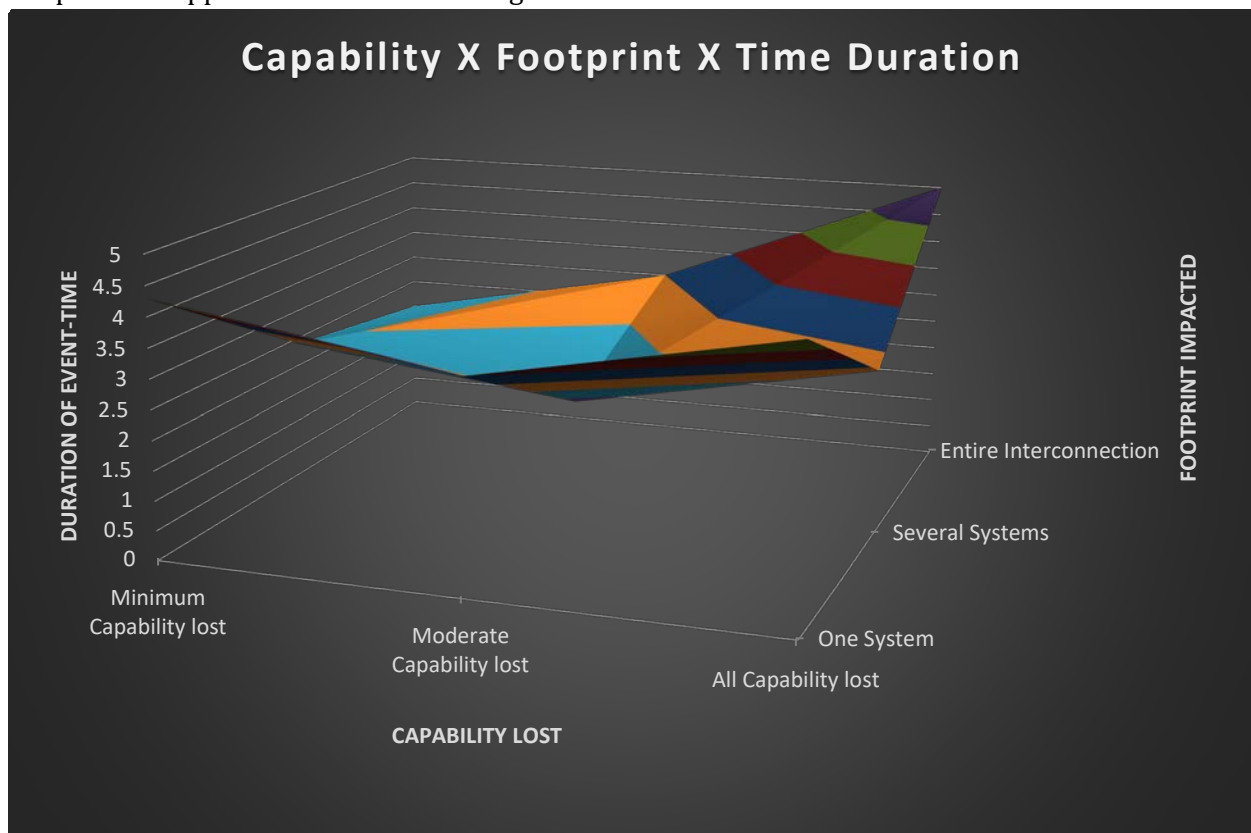 Capability X Footprint X Time Duration
5
4.5
4
3.5
3
2.5
2
1.5
1
0.5
0
DURATION OF EVENT-TIME
FOOTPRINT IMPACTED
Entire Interconnection
Several Systems
One System
Minimum
Capability lost
Moderate
Capability lost
All Capability lost
CAPABILITY LOST